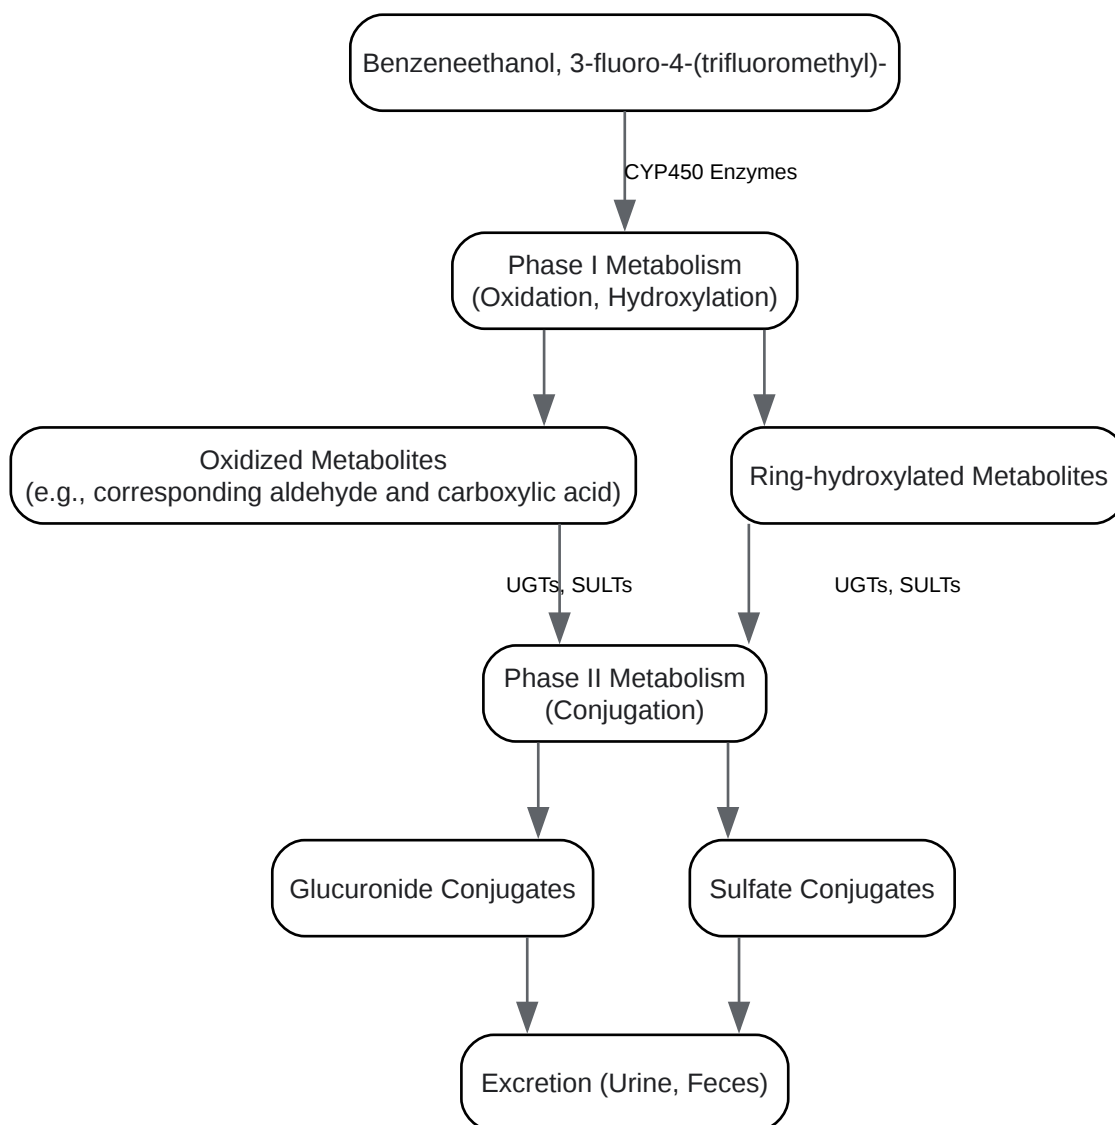 Benzeneethanol, 3-fluoro-4-(trifluoromethyl)-
CYP450 Enzymes
Phase I Metabolism
(Oxidation, Hydroxylation)
Oxidized Metabolites
(e.g., corresponding aldehyde and carboxylic acid)
Ring-hydroxylated Metabolites
UGTs, SULTs
UGTs, SULTs
Phase II Metabolism
(Conjugation)
Glucuronide Conjugates
Sulfate Conjugates
Excretion (Urine, Feces)